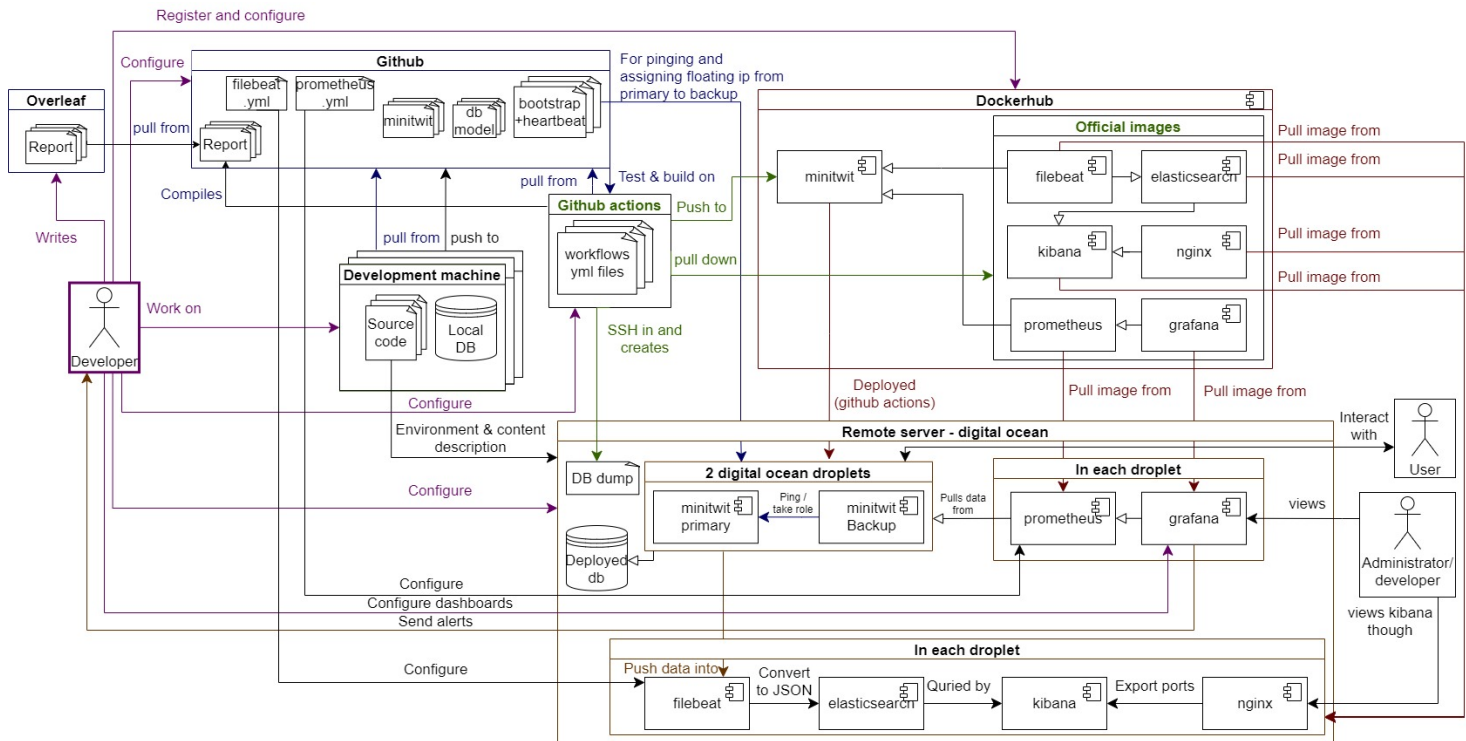 Register and configure
Configure
Github
filebeat
.yml
prometheus
.yml
minitwit
db
model
bootstrap
+heartbeat
Report
For pinging and
assigning floating ip from
primary to backup
Overleaf
Report
pull from
Compiles
Writes
pull from
push to
pull from
Test & build on
Github actions
workflows
yml files
Push to
pull down
SSH in and
creates
Development machine
Source
code
Local
DB
Developer
Work on
Configure
Environment & content
description
Configure
Dockerhub
minitwit
Official images
filebeat
elasticsearch
kibana
nginx
prometheus
grafana
Pull image from
Pull image from
Pull image from
Pull image from
Deployed
(github actions)
Pull image from
Pull image from
Remote server - digital ocean
DB dump
Deployed
db
2 digital ocean droplets
minitwit
primary
Ping /
take role
minitwit
Backup
Pulls data
from
In each droplet
prometheus
grafana
Interact
with
User
views
Administrator/
developer
views kibana
though
Configure
Configure dashboards
Send alerts
Configure
In each droplet
Push data into
filebeat
Convert
to JSON
elasticsearch
Quried by
kibana
Export ports
nginx